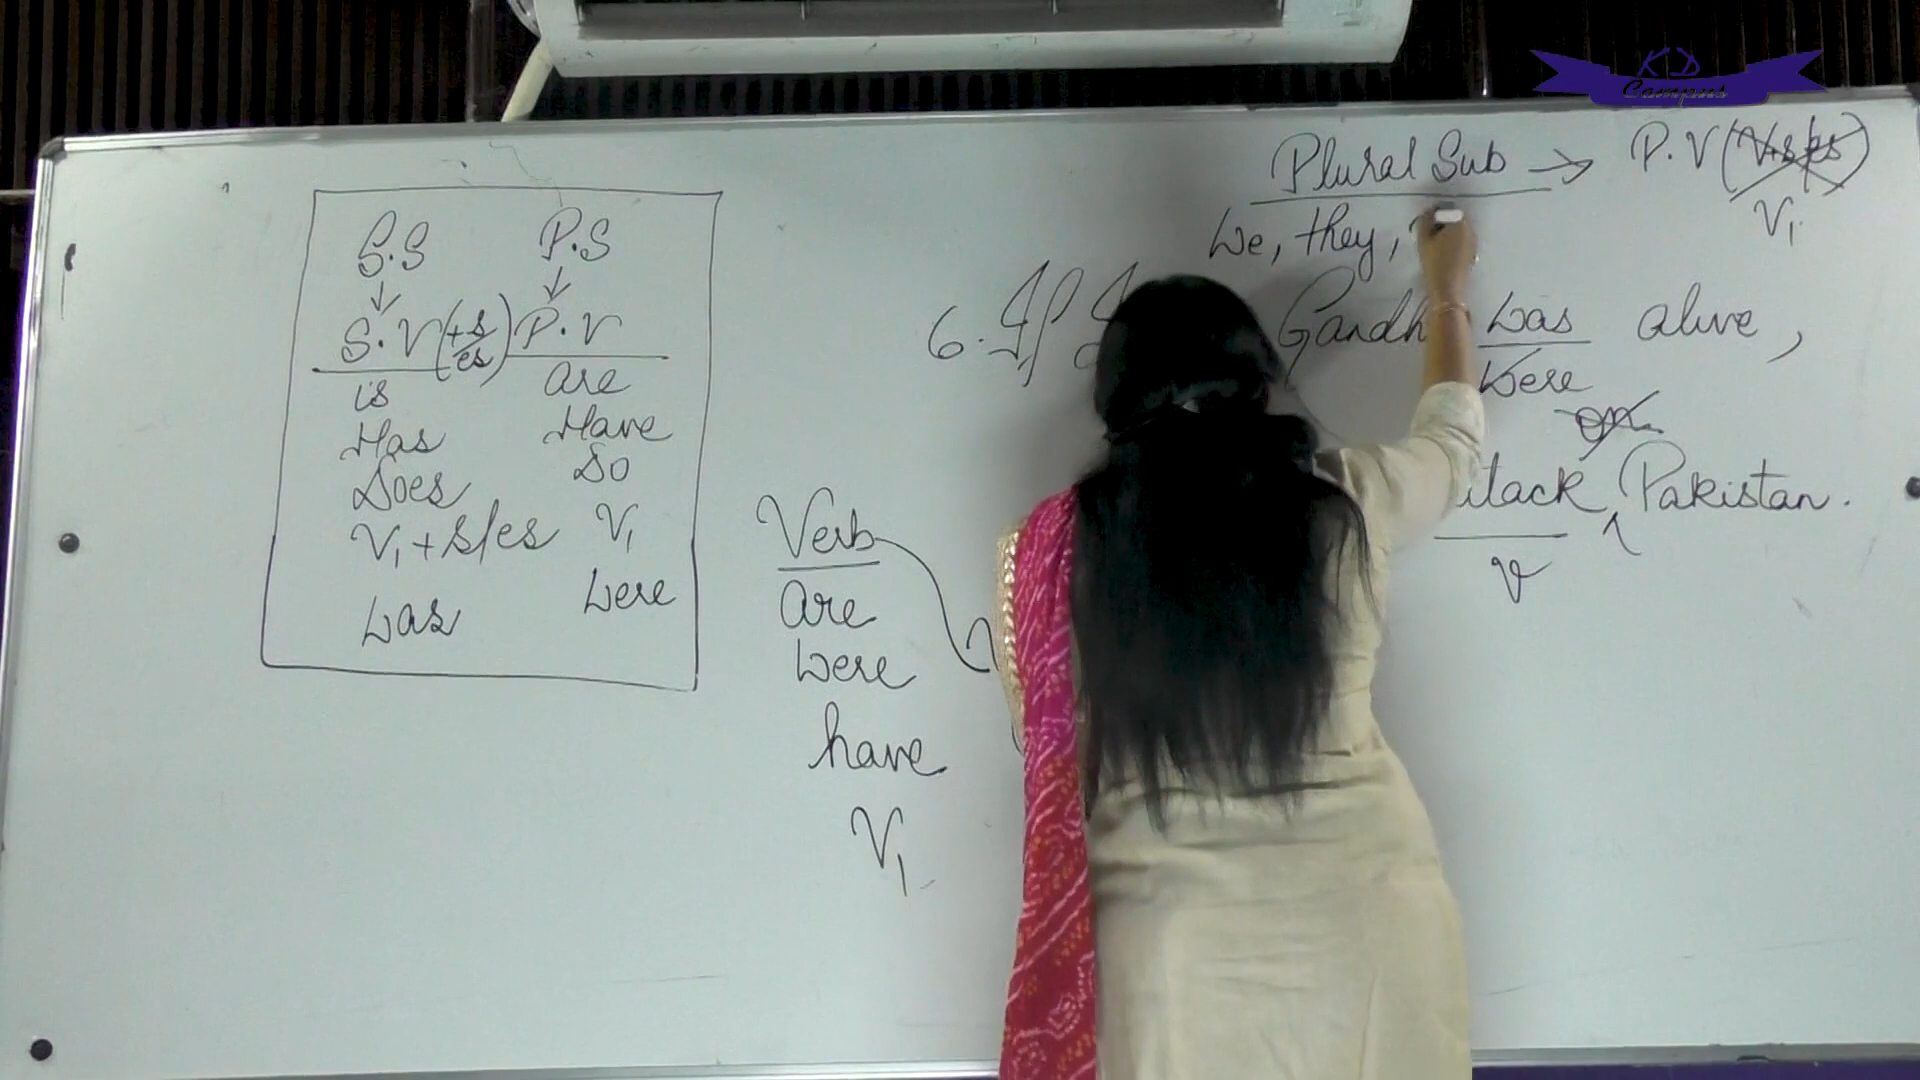 K D
Campus
S.S P.S
S.V (+s/es) P.V
is are
Has Have
Does Do
V1 + s/es V1
was were
Verb
are
were
have
V1
Plural Sub → P.V (V+s/es)
V1
We, they,
6. If Gandh was alive,
were
on
Pakistan.
V